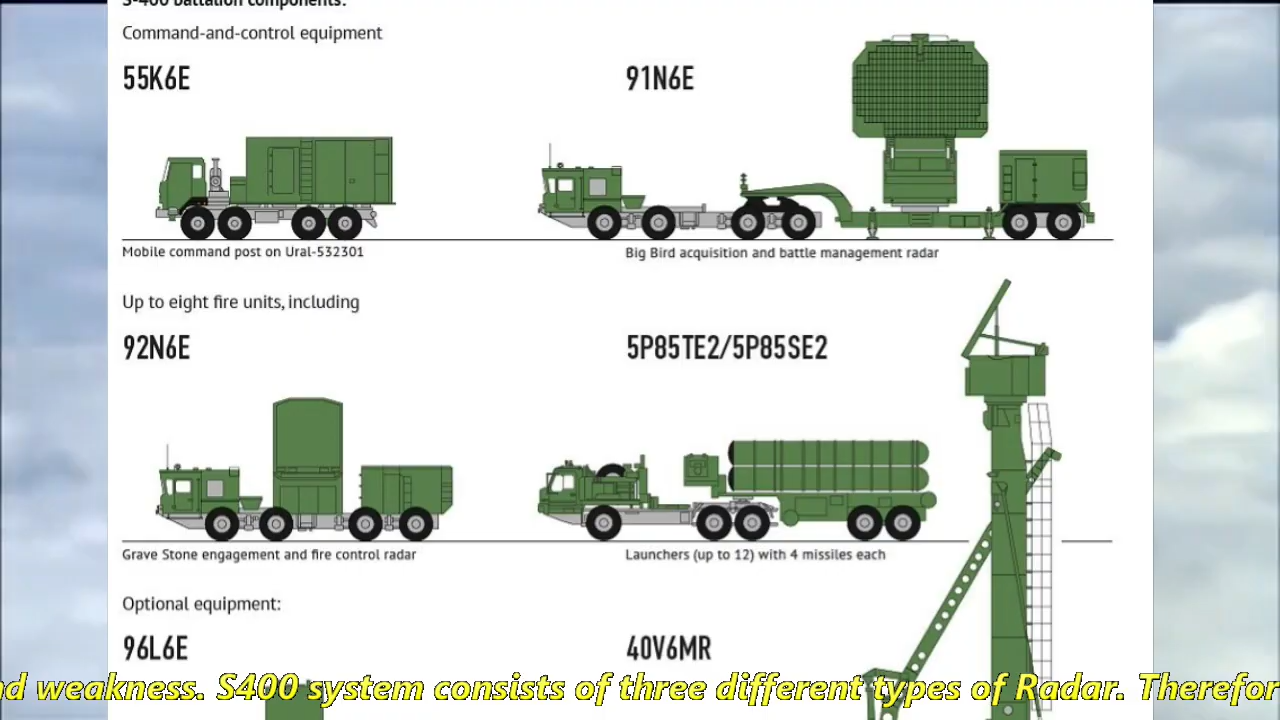 S-400 battalion components:
Command-and-control equipment
55K6E
91N6E
Mobile command post on Ural-532301
Big Bird acquisition and battle management radar
Up to eight fire units, including
92N6E
5P85TE2/5P85SE2
Grave Stone engagement and fire control radar
Launchers (up to 12) with 4 missiles each
Optional equipment:
96L6E
40V6MR
weakness. S400 system consists of three different types of Radar.